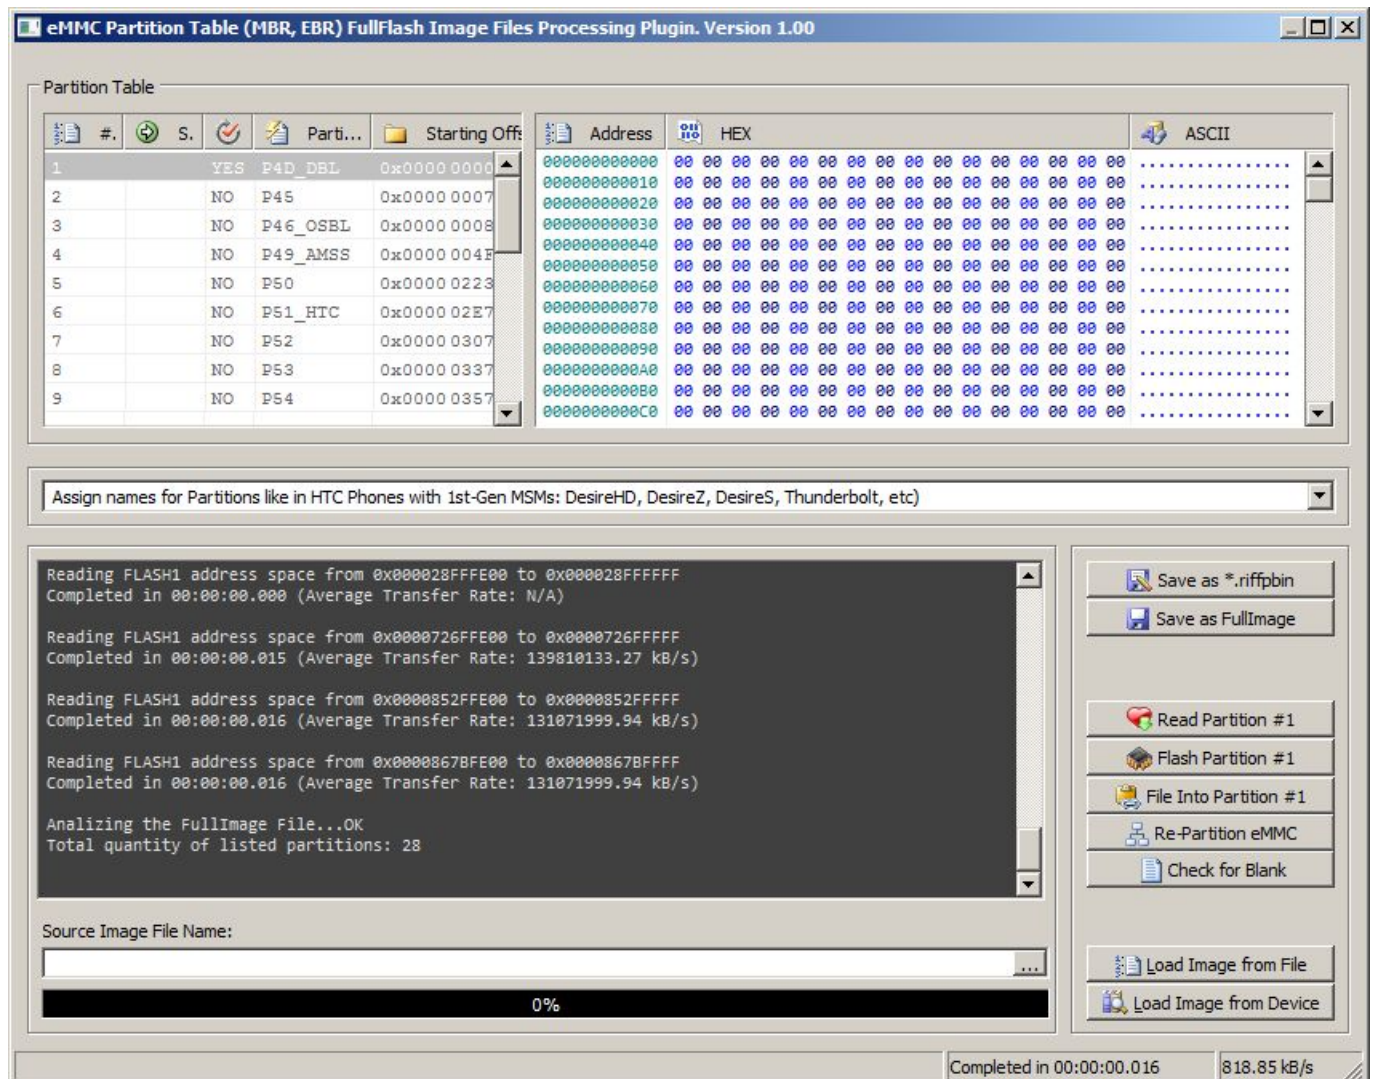 eMMC Partition Table (MBR, EBR) FullFlash Image Files Processing Plugin. Version 1.00
Partition Table
#. S. Parti... Starting Offs
1 YES P4D_DBL 0x0000 0000
2 NO P45 0x0000 0007
3 NO P46_OSBL 0x0000 0008
4 NO P49_AMSS 0x0000 004F
5 NO P50 0x0000 0223
6 NO P51_HTC 0x0000 02E7
7 NO P52 0x0000 0307
8 NO P53 0x0000 0337
9 NO P54 0x0000 0357
Address HEX ASCII
000000000000 00 00 00 00 00 00 00 00 00 00 00 00 00 00 00 00 ................
000000000010 00 00 00 00 00 00 00 00 00 00 00 00 00 00 00 00 ................
000000000020 00 00 00 00 00 00 00 00 00 00 00 00 00 00 00 00 ................
000000000030 00 00 00 00 00 00 00 00 00 00 00 00 00 00 00 00 ................
000000000040 00 00 00 00 00 00 00 00 00 00 00 00 00 00 00 00 ................
000000000050 00 00 00 00 00 00 00 00 00 00 00 00 00 00 00 00 ................
000000000060 00 00 00 00 00 00 00 00 00 00 00 00 00 00 00 00 ................
000000000070 00 00 00 00 00 00 00 00 00 00 00 00 00 00 00 00 ................
000000000080 00 00 00 00 00 00 00 00 00 00 00 00 00 00 00 00 ................
000000000090 00 00 00 00 00 00 00 00 00 00 00 00 00 00 00 00 ................
0000000000A0 00 00 00 00 00 00 00 00 00 00 00 00 00 00 00 00 ................
0000000000B0 00 00 00 00 00 00 00 00 00 00 00 00 00 00 00 00 ................
0000000000C0 00 00 00 00 00 00 00 00 00 00 00 00 00 00 00 00 ................
Assign names for Partitions like in HTC Phones with 1st-Gen MSMs: DesireHD, DesireZ, DesireS, Thunderbolt, etc)
Reading FLASH1 address space from 0x000028FFFE00 to 0x000028FFFFFF
Completed in 00:00:00.000 (Average Transfer Rate: N/A)
Reading FLASH1 address space from 0x0000726FFE00 to 0x0000726FFFFF
Completed in 00:00:00.015 (Average Transfer Rate: 139810133.27 kB/s)
Reading FLASH1 address space from 0x0000852FFE00 to 0x0000852FFFFF
Completed in 00:00:00.016 (Average Transfer Rate: 131071999.94 kB/s)
Reading FLASH1 address space from 0x0000867BFE00 to 0x0000867BFFFF
Completed in 00:00:00.016 (Average Transfer Rate: 131071999.94 kB/s)
Analizing the FullImage File...OK
Total quantity of listed partitions: 28
Source Image File Name:
...
0%
Save as *.riffpbin
Save as FullImage
Read Partition #1
Flash Partition #1
File Into Partition #1
Re-Partition eMMC
Check for Blank
Load Image from File
Load Image from Device
Completed in 00:00:00.016
818.85 kB/s